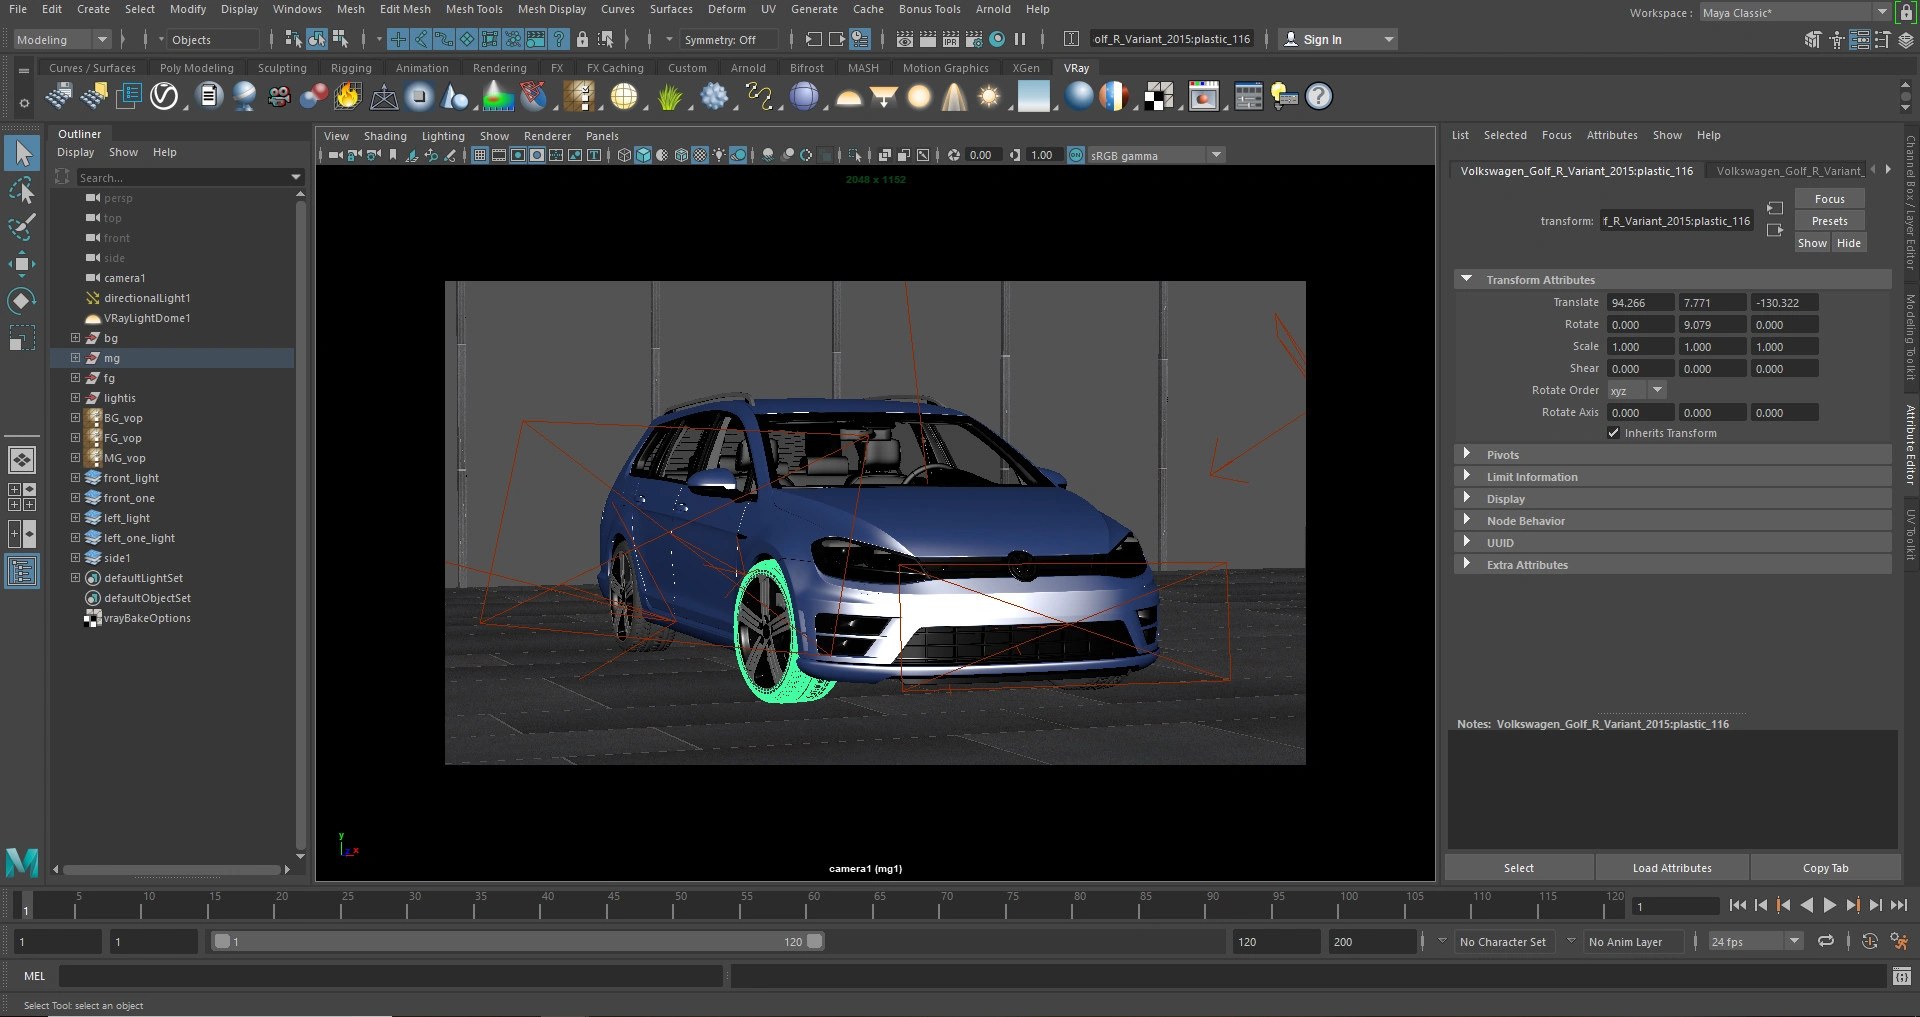 File Edit Create Select Modify Display Windows Mesh Edit Mesh Mesh Tools Mesh Display Curves Surfaces Deform UV Generate Cache Bonus Tools Arnold Help
Workspace : Maya Classic*
Modeling Objects Symmetry: Off olf_R_Variant_2015:plastic_116 Sign In
Curves / Surfaces Poly Modeling Sculpting Rigging Animation Rendering FX FX Caching Custom Arnold Bifrost MASH Motion Graphics XGen VRay
Outliner
Display Show Help
Search...
persp
top
front
side
camera1
directionalLight1
VRayLightDome1
bg
mg
fg
lightis
BG_vop
FG_vop
MG_vop
front_light
front_one
left_light
left_one_light
side1
defaultLightSet
defaultObjectSet
vrayBakeOptions
View Shading Lighting Show Renderer Panels
0.00 1.00 sRGB gamma
2048 x 1152
y
x
camera1 (mg1)
List Selected Focus Attributes Show Help
Volkswagen_Golf_R_Variant_2015:plastic_116 Volkswagen_Golf_R_Variant_
Focus
transform: f_R_Variant_2015:plastic_116 Presets
Show Hide
Transform Attributes
Translate 94.266 7.771 -130.322
Rotate 0.000 9.079 0.000
Scale 1.000 1.000 1.000
Shear 0.000 0.000 0.000
Rotate Order xyz
Rotate Axis 0.000 0.000 0.000
Inherits Transform
Pivots
Limit Information
Display
Node Behavior
UUID
Extra Attributes
Notes: Volkswagen_Golf_R_Variant_2015:plastic_116
Select Load Attributes Copy Tab
Channel Box / Layer Editor
Modeling Toolkit
Attribute Editor
UV Toolkit
1 5 10 15 20 25 30 35 40 45 50 55 60 65 70 75 80 85 90 95 100 105 110 115 120 1
1 1 1 120 120 200 No Character Set No Anim Layer 24 fps
MEL
Select Tool: select an object